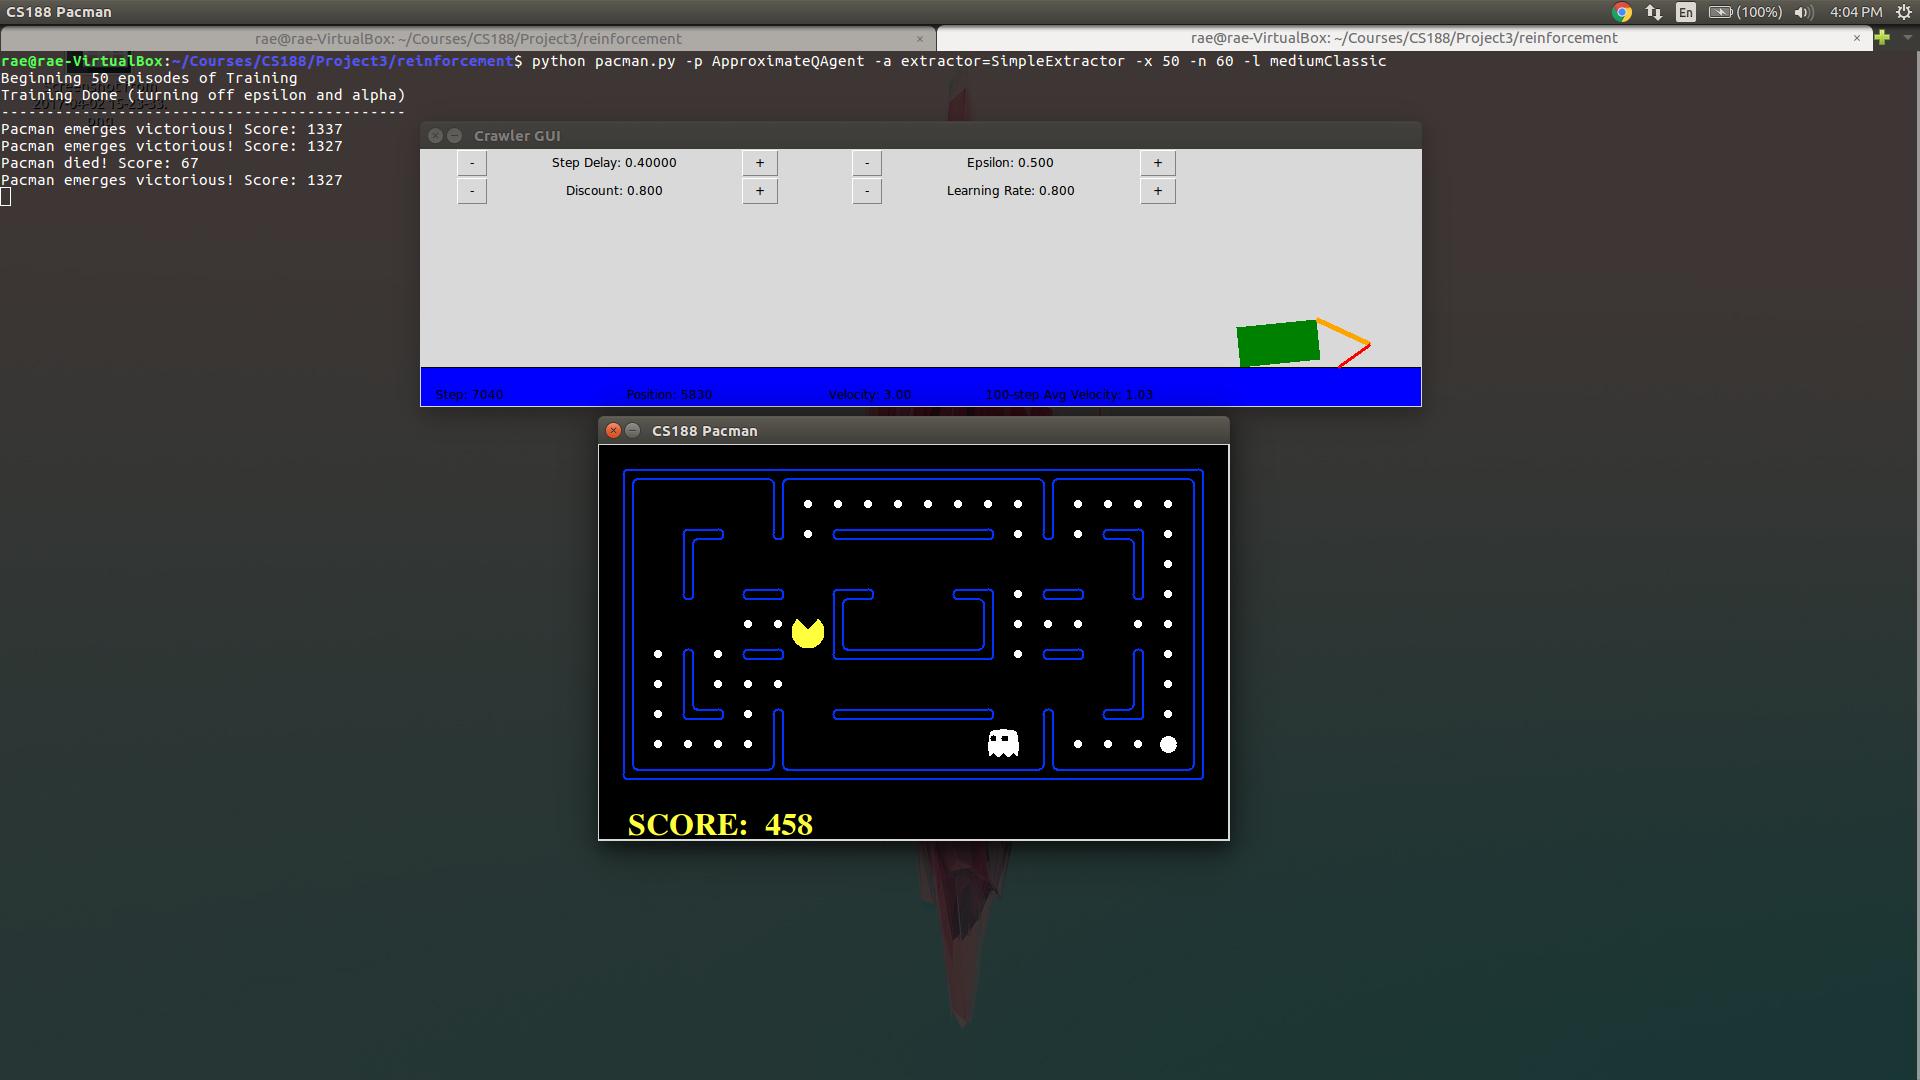 CS188 Pacman
En (100%) 4:04 PM
rae@rae-VirtualBox: ~/Courses/CS188/Project3/reinforcement × rae@rae-VirtualBox: ~/Courses/CS188/Project3/reinforcement ×
rae@rae-VirtualBox:~/Courses/CS188/Project3/reinforcement$ python pacman.py -p ApproximateQAgent -a extractor=SimpleExtractor -x 50 -n 60 -l mediumClassic
Beginning 50 episodes of Training
Training Done (turning off epsilon and alpha)
---------------------------------------------
Pacman emerges victorious! Score: 1337
Pacman emerges victorious! Score: 1327
Pacman died! Score: 67
Pacman emerges victorious! Score: 1327
Crawler GUI
- Step Delay: 0.40000 + - Epsilon: 0.500 +
- Discount: 0.800 + - Learning Rate: 0.800 +
Step: 7040 Position: 5830 Velocity: 3.00 100-step Avg Velocity: 1.03
CS188 Pacman
SCORE: 458